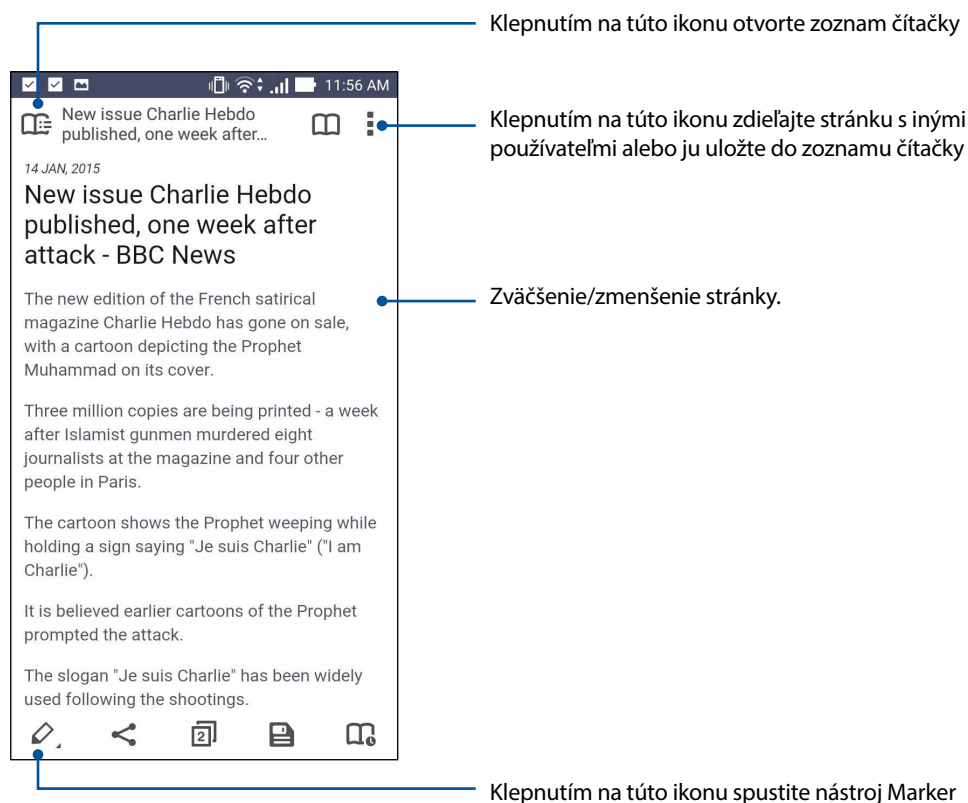 Klepnutím na túto ikonu otvorte zoznam čítačky
11:56 AM
New issue Charlie Hebdo
published, one week after...
Klepnutím na túto ikonu zdieľajte stránku s inými
používateľmi alebo ju uložte do zoznamu čítačky
14 JAN, 2015
New issue Charlie Hebdo
published, one week after
attack - BBC News
The new edition of the French satirical
magazine Charlie Hebdo has gone on sale,
with a cartoon depicting the Prophet
Muhammad on its cover.
Zväčšenie/zmenšenie stránky.
Three million copies are being printed - a week
after Islamist gunmen murdered eight
journalists at the magazine and four other
people in Paris.
The cartoon shows the Prophet weeping while
holding a sign saying "Je suis Charlie" ("I am
Charlie").
It is believed earlier cartoons of the Prophet
prompted the attack.
The slogan "Je suis Charlie" has been widely
used following the shootings.
2
Klepnutím na túto ikonu spustite nástroj Marker